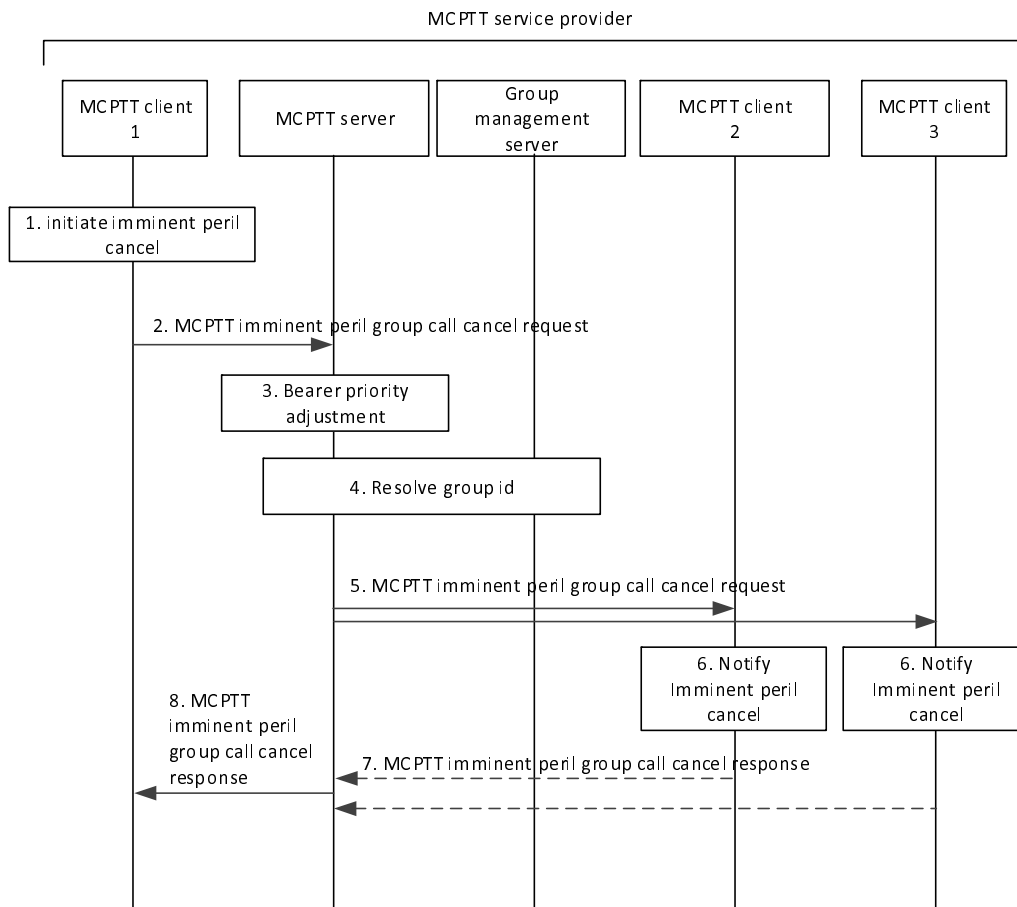 MCPTT service provider
MCPTT client
1
MCPTT server
Group
management
server
MCPTT client
2
MCPTT client
3
1. initiate imminent peril
cancel
2. MCPTT imminent peril group call cancel request
3. Bearer priority
adjustment
4. Resolve group id
5. MCPTT imminent peril group call cancel request
6. Notify
Imminent peril
cancel
6. Notify
Imminent peril
cancel
8. MCPTT
imminent peril
group call cancel
response
7. MCPTT imminent peril group call cancel response